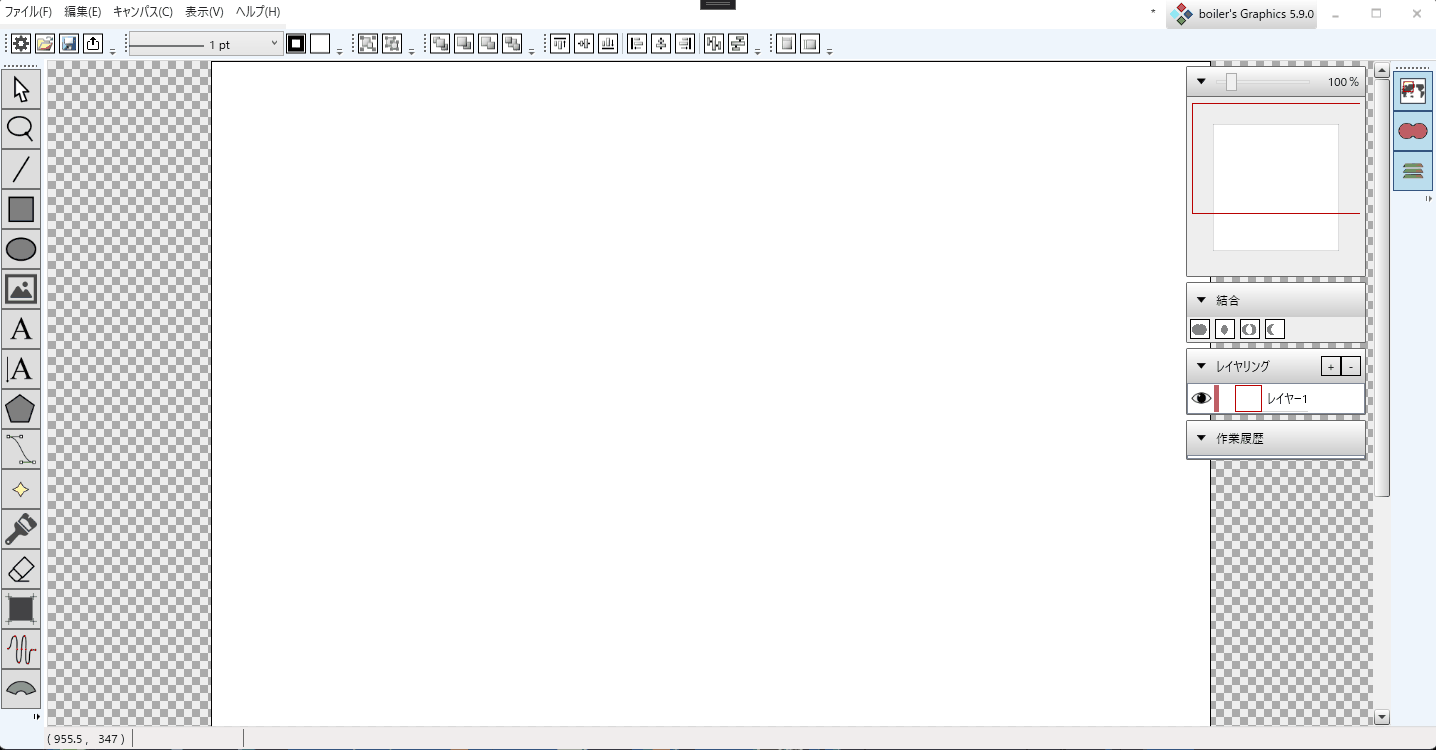 ファイル(F) 編集(E) キャンパス(C) 表示(V) ヘルプ(H)
* boiler's Graphics 5.9.0
1 pt
100 %
結合
レイヤリング + -
レイヤー1
作業履歴
A
A
( 955.5 , 347 )